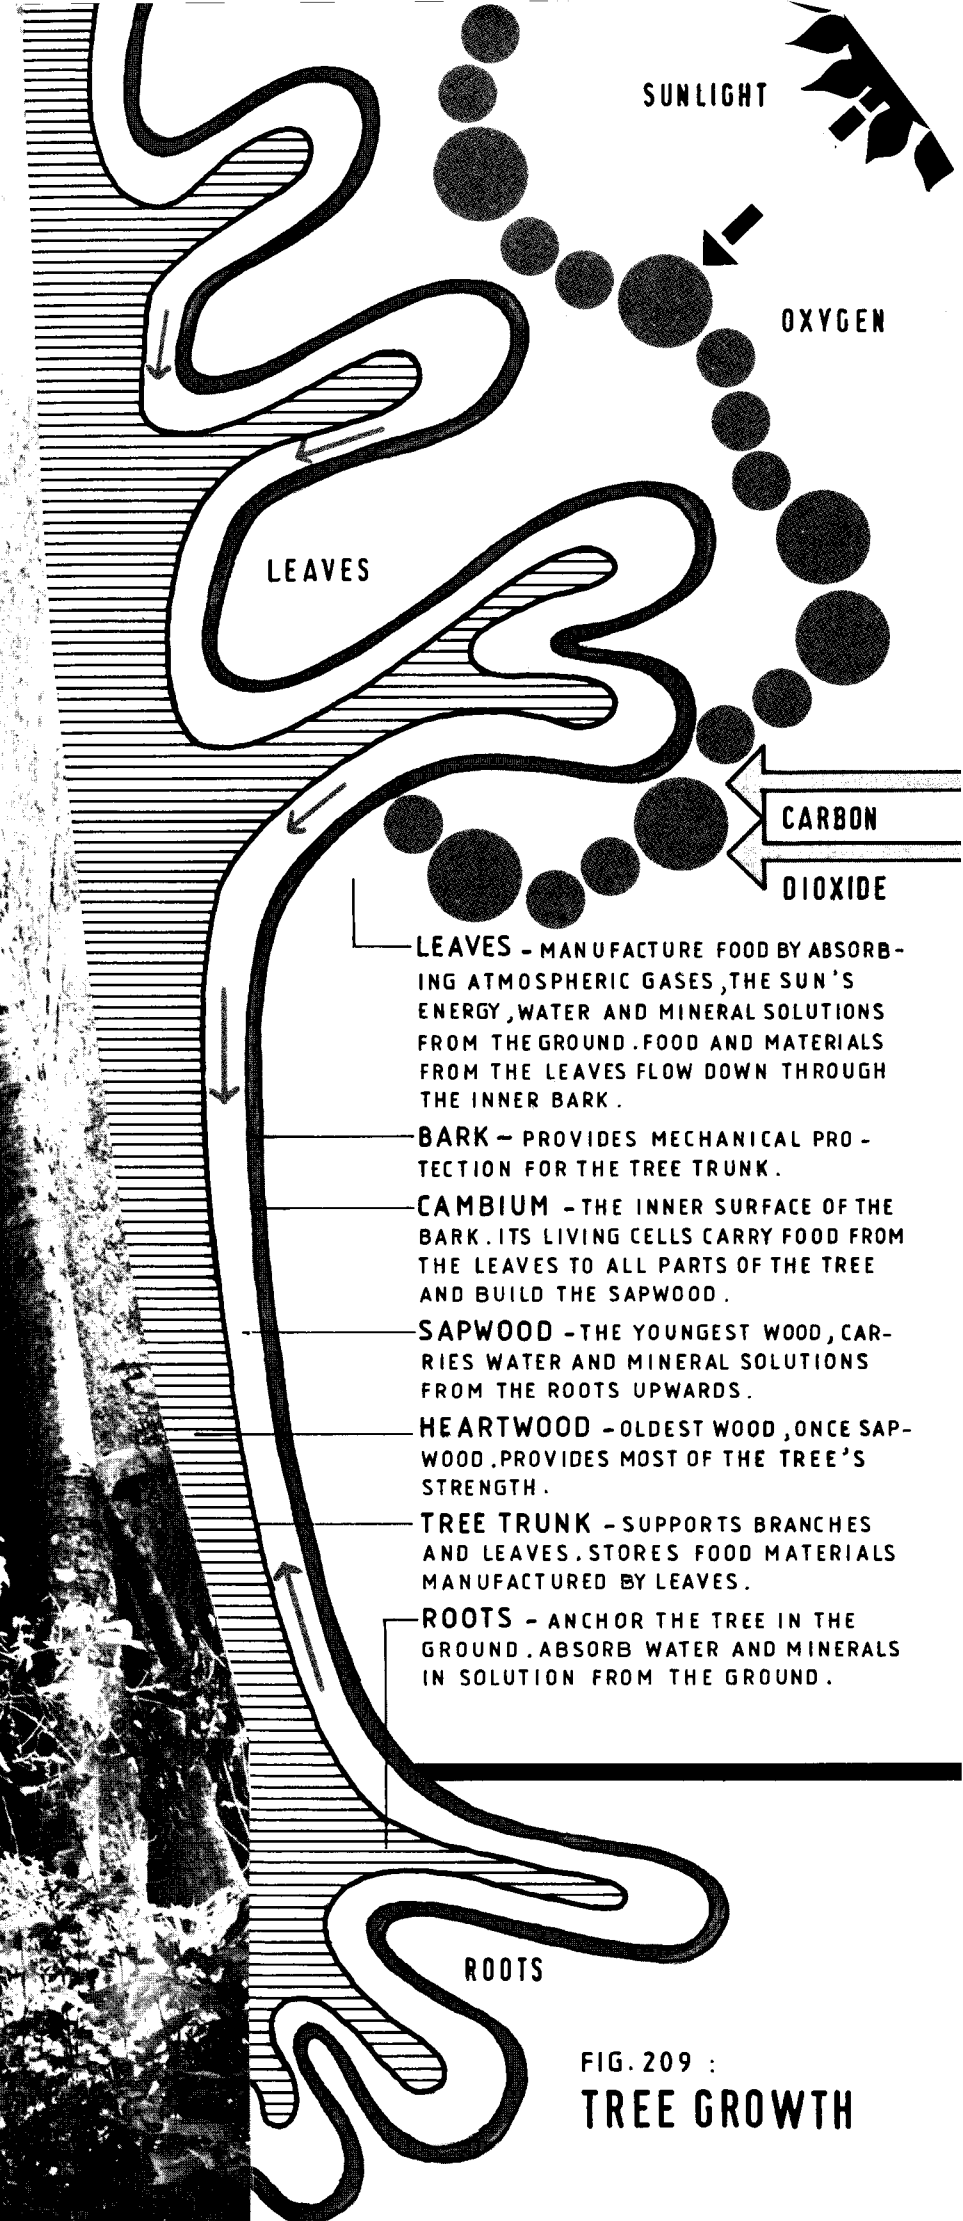 SUNLIGHT
OXYGEN
LEAVES
CARBON
DIOXIDE
LEAVES - MANUFACTURE FOOD BY ABSORB-
ING ATMOSPHERIC GASES, THE SUN'S
ENERGY, WATER AND MINERAL SOLUTIONS
FROM THE GROUND. FOOD AND MATERIALS
FROM THE LEAVES FLOW DOWN THROUGH
THE INNER BARK.
BARK - PROVIDES MECHANICAL PRO-
TECTION FOR THE TREE TRUNK.
CAMBIUM - THE INNER SURFACE OF THE
BARK. ITS LIVING CELLS CARRY FOOD FROM
THE LEAVES TO ALL PARTS OF THE TREE
AND BUILD THE SAPWOOD.
SAPWOOD - THE YOUNGEST WOOD, CAR-
RIES WATER AND MINERAL SOLUTIONS
FROM THE ROOTS UPWARDS.
HEARTWOOD - OLDEST WOOD, ONCE SAP-
WOOD. PROVIDES MOST OF THE TREE'S
STRENGTH.
TREE TRUNK - SUPPORTS BRANCHES
AND LEAVES. STORES FOOD MATERIALS
MANUFACTURED BY LEAVES.
ROOTS - ANCHOR THE TREE IN THE
GROUND. ABSORB WATER AND MINERALS
IN SOLUTION FROM THE GROUND.
ROOTS
FIG. 209 :
TREE GROWTH